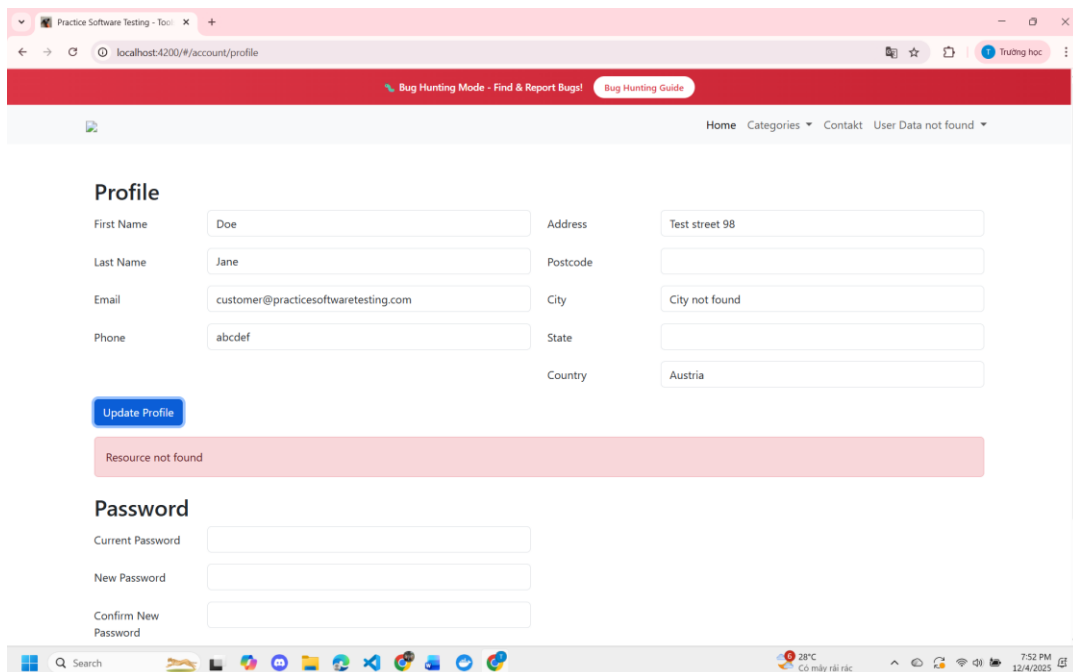 Practice Software Testing - Tool
localhost:4200/#/account/profile
Trường học
Bug Hunting Mode - Find & Report Bugs!
Bug Hunting Guide
Home Categories Contakt User Data not found
Profile
First Name Doe Address Test street 98
Last Name Jane Postcode
Email customer@practicesoftwaretesting.com City City not found
Phone abcdef State
Country Austria
Update Profile
Resource not found
Password
Current Password
New Password
Confirm New
Password
Search
6 28°C
Có mây rải rác
7:52 PM
12/4/2025